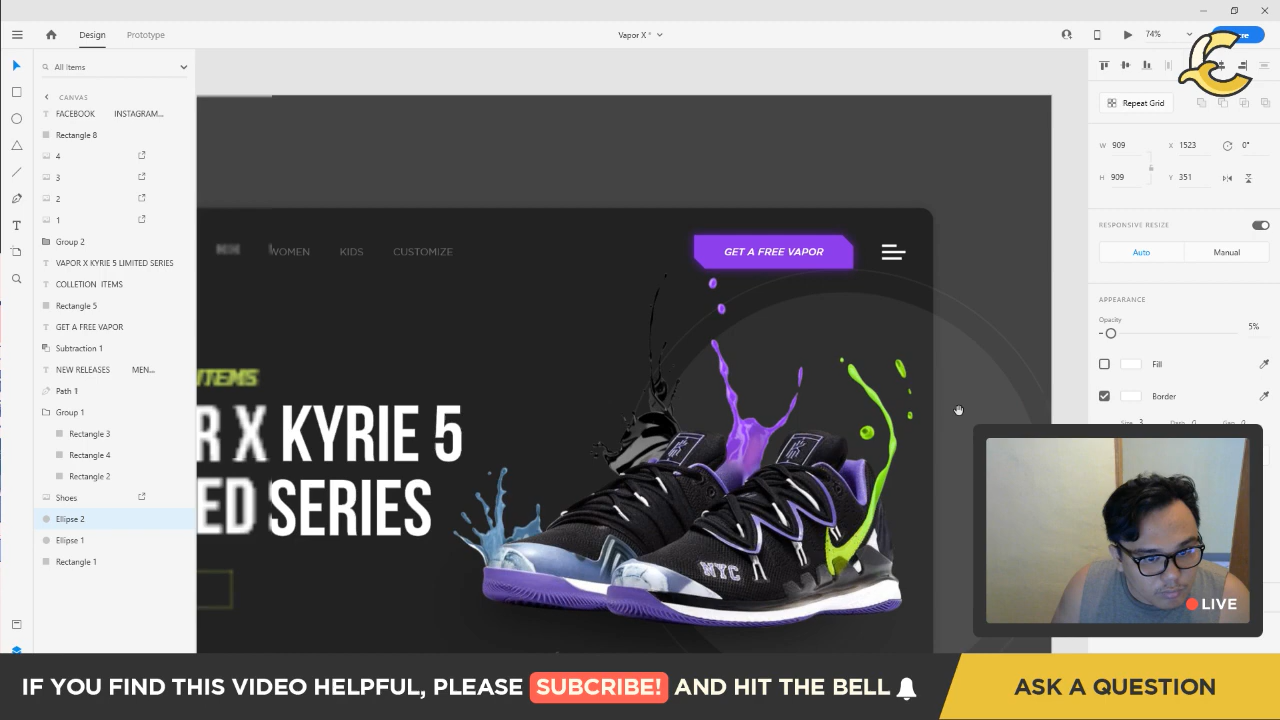 Design
Prototype
Vapor X *
74%
All Items
CANVAS
FACEBOOK INSTAGRAM...
Rectangle 8
4
3
2
1
Group 2
VAPOR X KYRIE 5 LIMITED SERIES
COLLETION ITEMS
Rectangle 5
GET A FREE VAPOR
Subtraction 1
NEW RELEASES MEN...
Path 1
Group 1
Rectangle 3
Rectangle 4
Rectangle 2
Shoes
Ellipse 2
Ellipse 1
Rectangle 1
WOMEN
KIDS
CUSTOMIZE
GET A FREE VAPOR
ITEMS
R X KYRIE 5
ED SERIES
NYC
Repeat Grid
W 909
X 1523
0°
H 909
Y 351
RESPONSIVE RESIZE
Auto
Manual
APPEARANCE
Opacity
5%
Fill
Border
LIVE
IF YOU FIND THIS VIDEO HELPFUL, PLEASE SUBCRIBE! AND HIT THE BELL
ASK A QUESTION